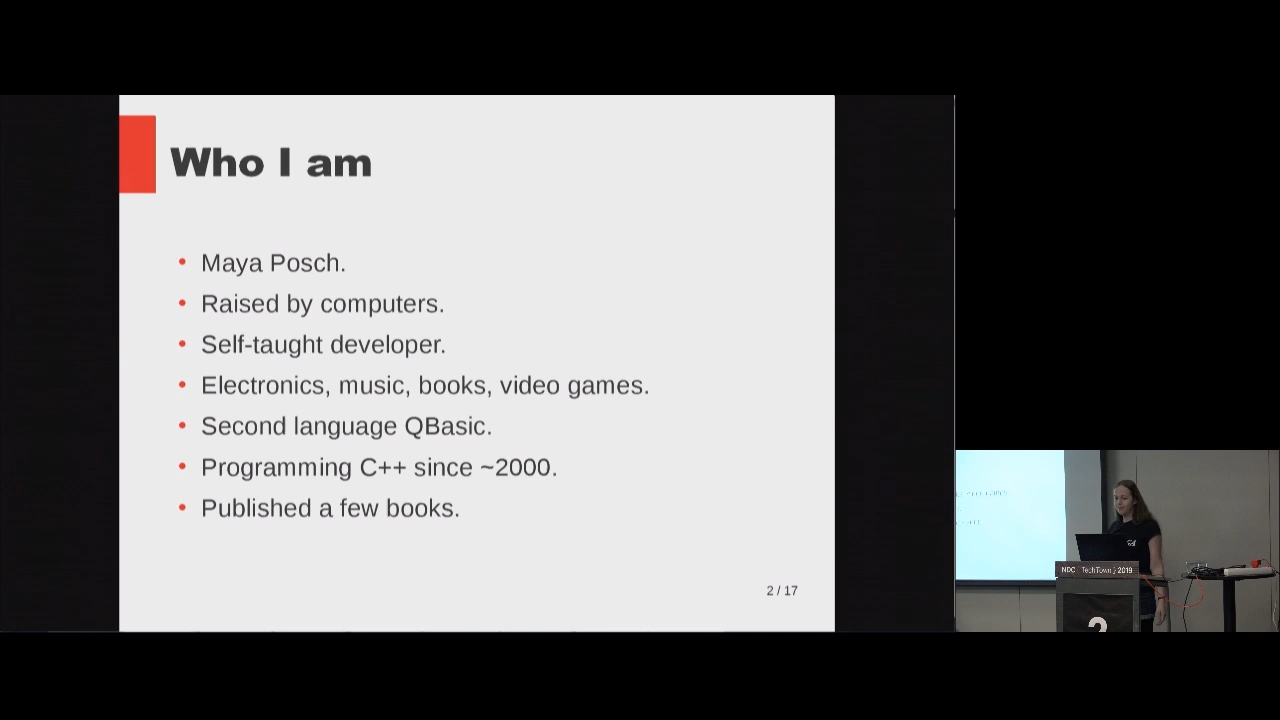 Who I am
Maya Posch.
Raised by computers.
Self-taught developer.
Electronics, music, books, video games.
Second language QBasic.
Programming C++ since ~2000.
Published a few books.
2 / 17
NDC { TechTown } 2019
2